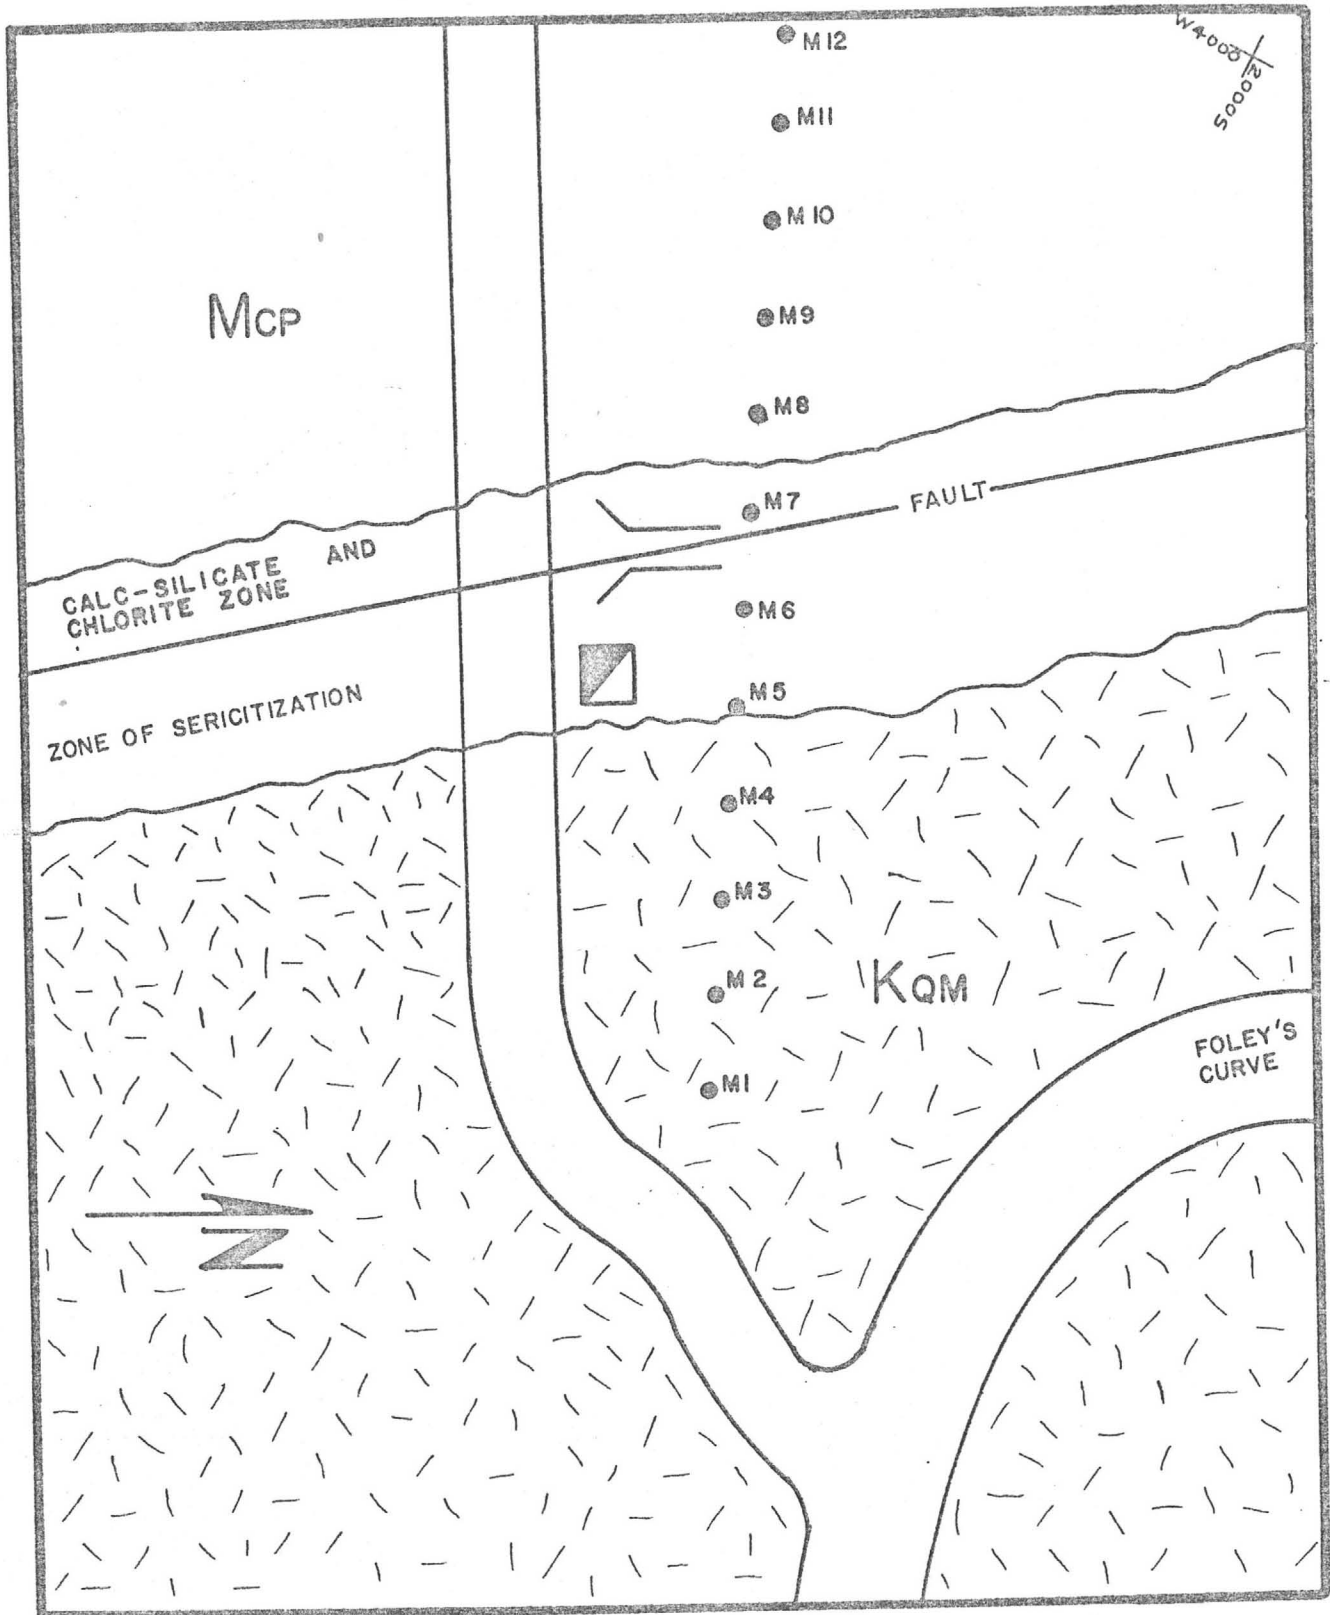 M12
W4000
2000S
M11
M10
MCP
M9
M8
M7
FAULT
CALC-SILICATE AND
CHLORITE ZONE
M6
M5
ZONE OF SERICITIZATION
M4
M3
M2
KQM
M1
FOLEY'S
CURVE
N